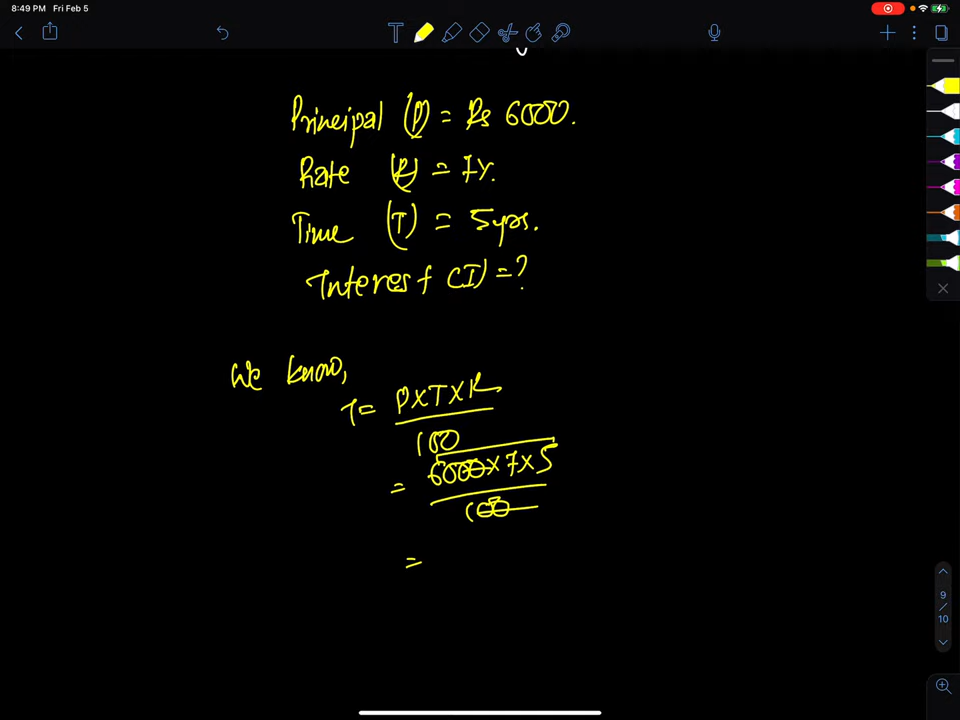 8:49 PM Fri Feb 5
Principal (P) = Rs 6000.
Rate (R) = 7%.
Time (T) = 5yrs.
Interest (I) = ?
We know,
I = P×T×R
100
= 6000×7×5
100
=
9
/
10